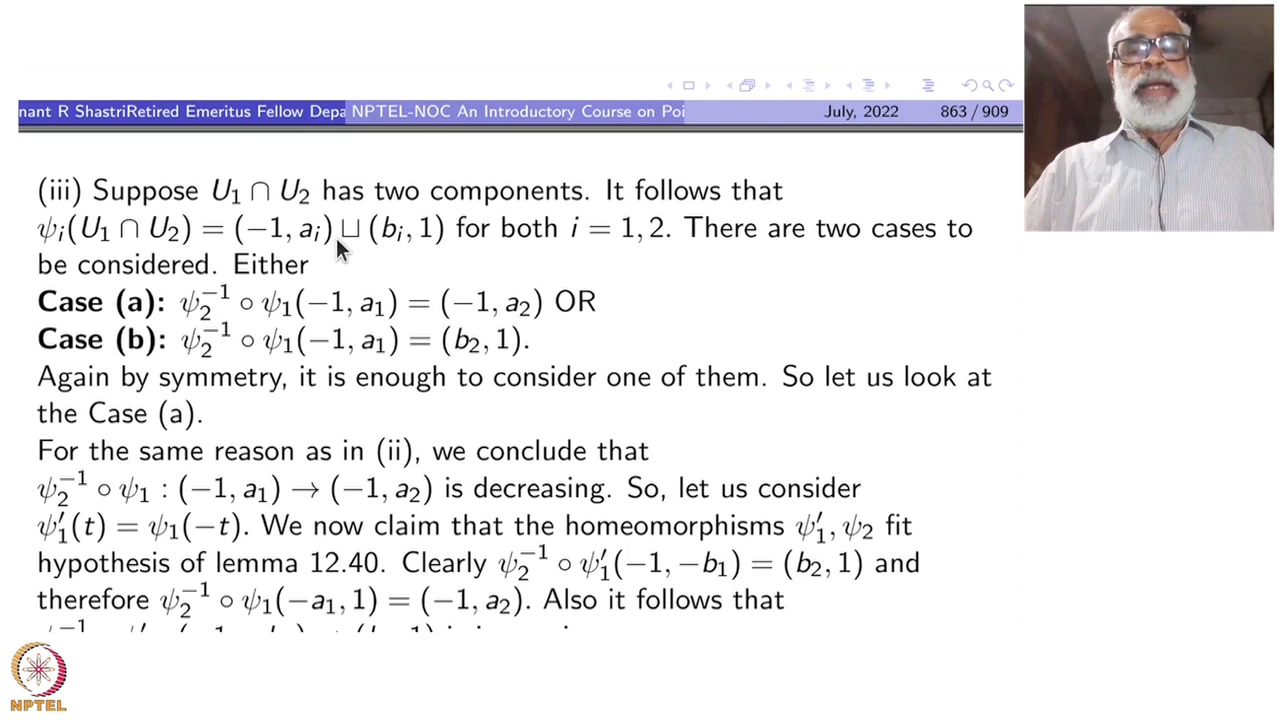 nant R ShastriRetired Emeritus Fellow Depa NPTEL-NOC An Introductory Course on Poi July, 2022 863 / 909
(iii) Suppose U₁ ∩ U₂ has two components. It follows that
ψᵢ(U₁ ∩ U₂) = (−1, aᵢ) ⊔ (bᵢ, 1) for both i = 1, 2. There are two cases to
be considered. Either
Case (a): ψ₂⁻¹ ∘ ψ₁(−1, a₁) = (−1, a₂) OR
Case (b): ψ₂⁻¹ ∘ ψ₁(−1, a₁) = (b₂, 1).
Again by symmetry, it is enough to consider one of them. So let us look at
the Case (a).
For the same reason as in (ii), we conclude that
ψ₂⁻¹ ∘ ψ₁ : (−1, a₁) → (−1, a₂) is decreasing. So, let us consider
ψ₁′(t) = ψ₁(−t). We now claim that the homeomorphisms ψ₁′, ψ₂ fit
hypothesis of lemma 12.40. Clearly ψ₂⁻¹ ∘ ψ₁′(−1, −b₁) = (b₂, 1) and
therefore ψ₂⁻¹ ∘ ψ₁(−a₁, 1) = (−1, a₂). Also it follows that
NPTEL